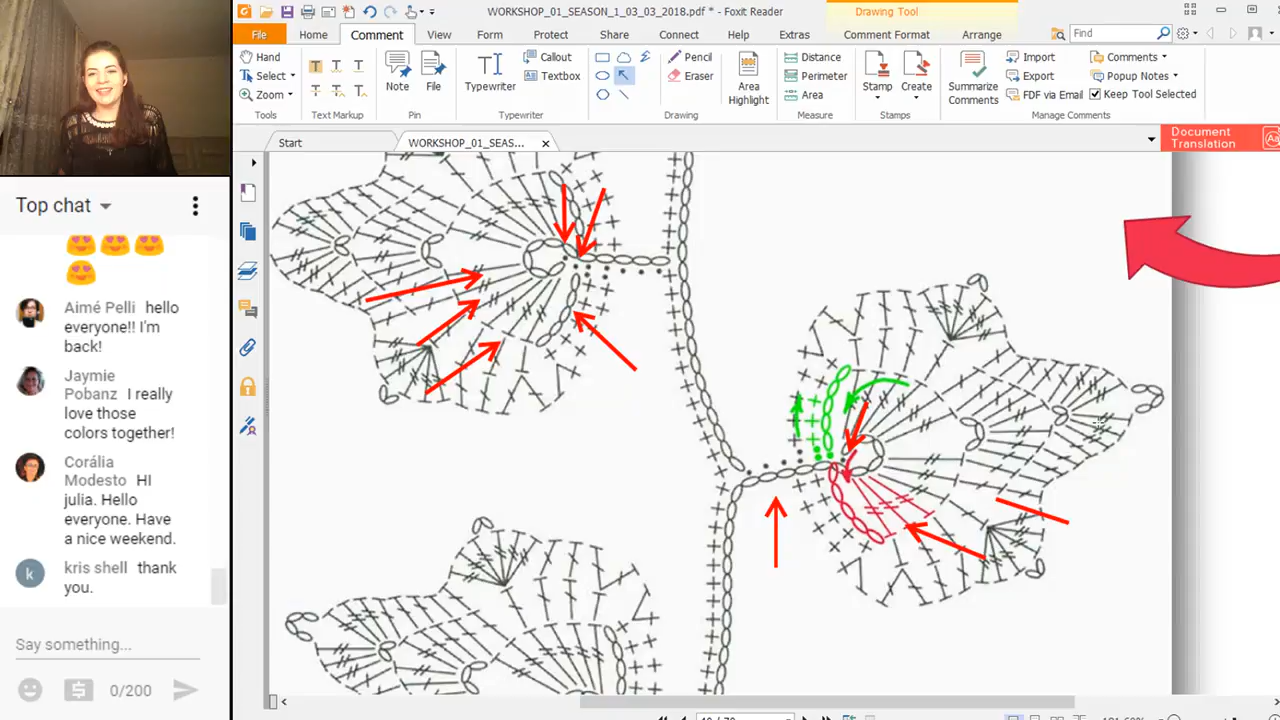 WORKSHOP_01_SEASON_1_03_03_2018.pdf * - Foxit Reader
Drawing Tool
File Home Comment View Form Protect Share Connect Help Extras Comment Format Arrange Find
Hand
Select
Zoom
Tools
Text Markup
Note
File
Pin
Typewriter
Callout
Textbox
Typewriter
Pencil
Eraser
Area
Highlight
Drawing
Distance
Perimeter
Area
Measure
Stamp
Create
Stamps
Summarize
Comments
Import
Export
FDF via Email
Comments
Popup Notes
Keep Tool Selected
Manage Comments
Start
WORKSHOP_01_SEAS...
Document
Translation
Top chat
Aimé Pelli hello
everyone!! I'm
back!
Jaymie
Pobanz I really
love those
colors together!
Corália
Modesto HI
julia. Hello
everyone. Have
a nice weekend.
k
kris shell thank
you.
Say something...
0/200